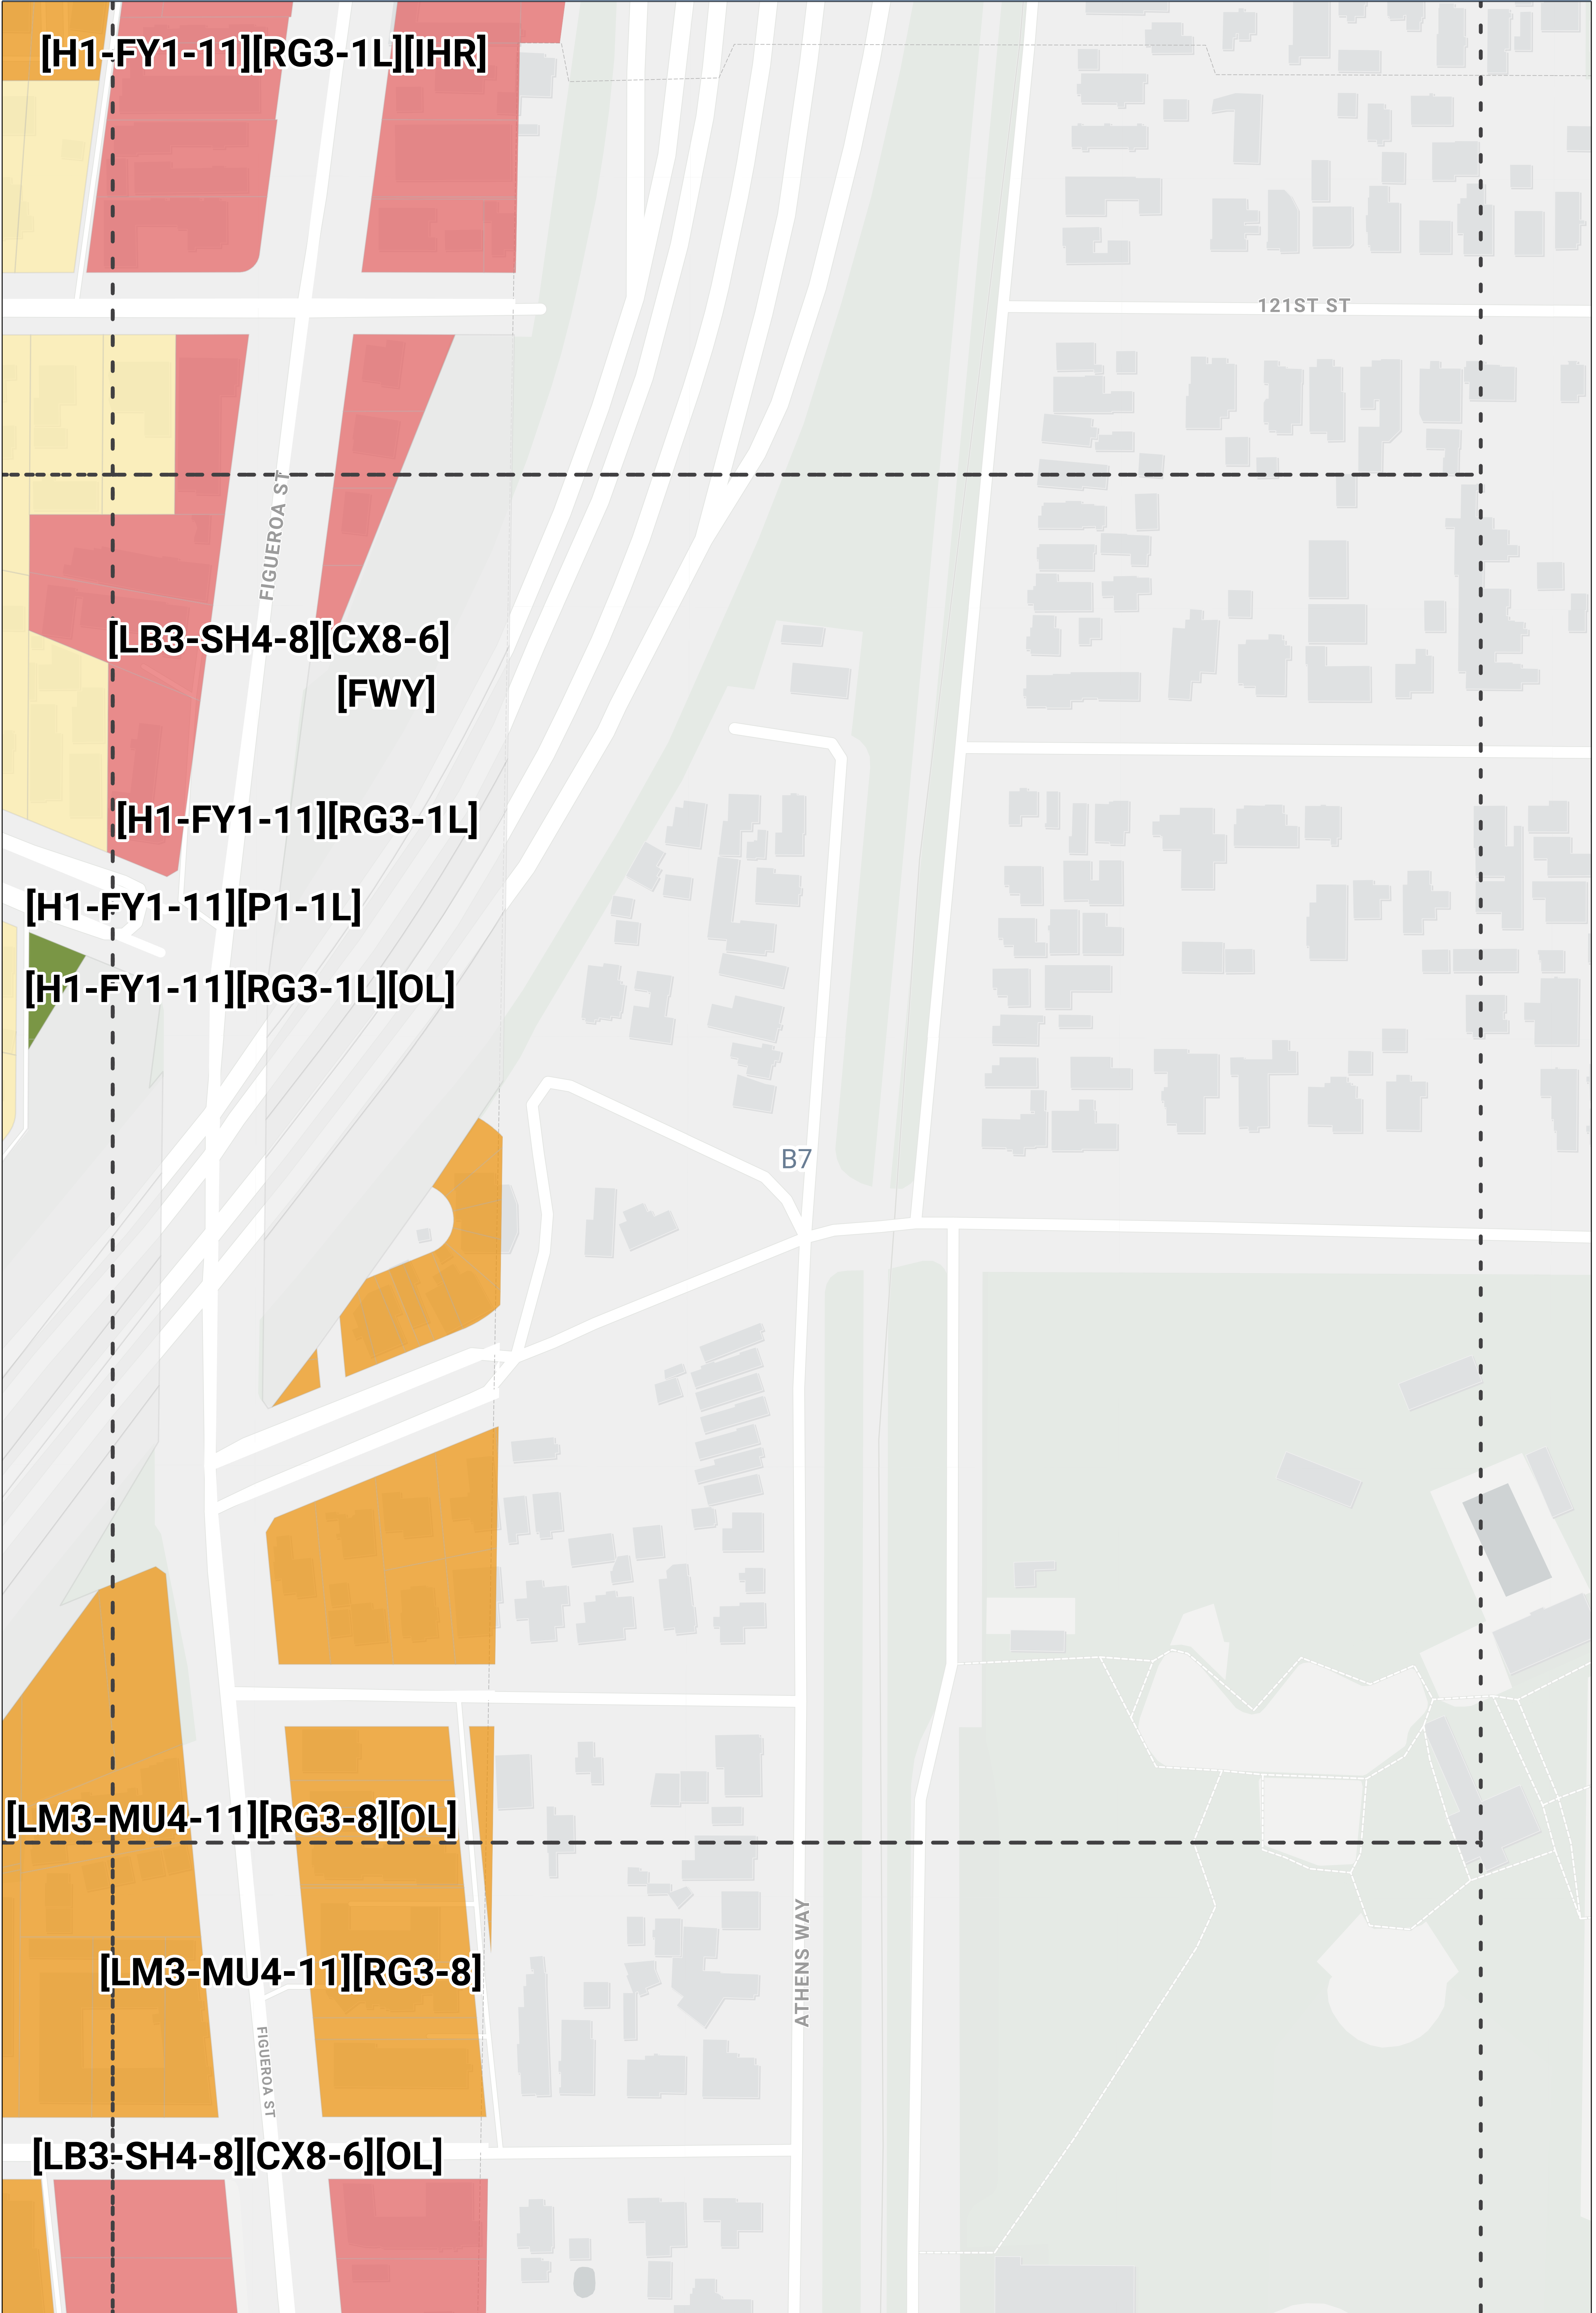 [H1-FY1-11][RG3-1L][IHR]
121ST ST
FIGUEROA ST
[LB3-SH4-8][CX8-6]
[FWY]
[H1-FY1-11][RG3-1L]
[H1-FY1-11][P1-1L]
[H1-FY1-11][RG3-1L][OL]
B7
[LM3-MU4-11][RG3-8][OL]
ATHENS WAY
[LM3-MU4-11][RG3-8]
FIGUEROA ST
[LB3-SH4-8][CX8-6][OL]